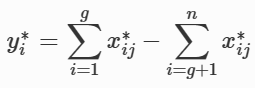 $y_i^* = \sum_{i=1}^{g} x_{ij}^* - \sum_{i=g+1}^{n} x_{ij}^*$